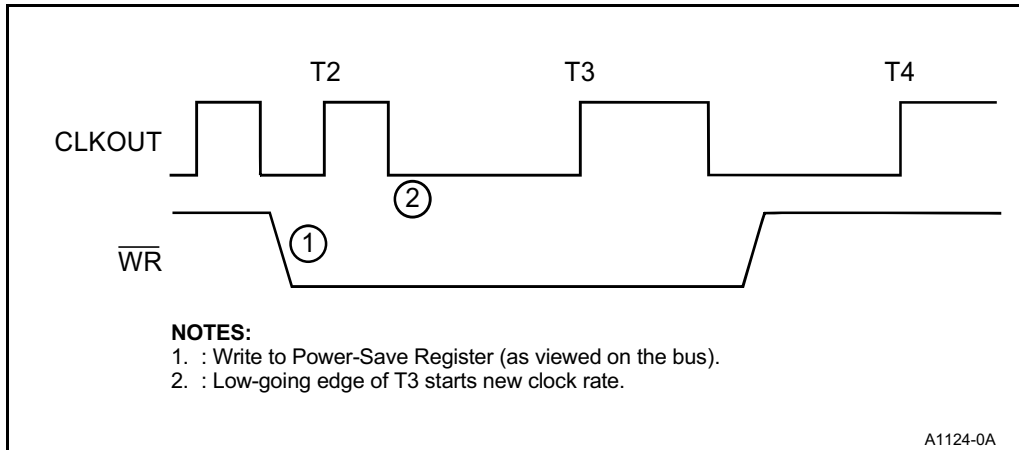 T2 T3 T4
CLKOUT
2
1
WR
NOTES:
1. : Write to Power-Save Register (as viewed on the bus).
2. : Low-going edge of T3 starts new clock rate.
A1124-0A